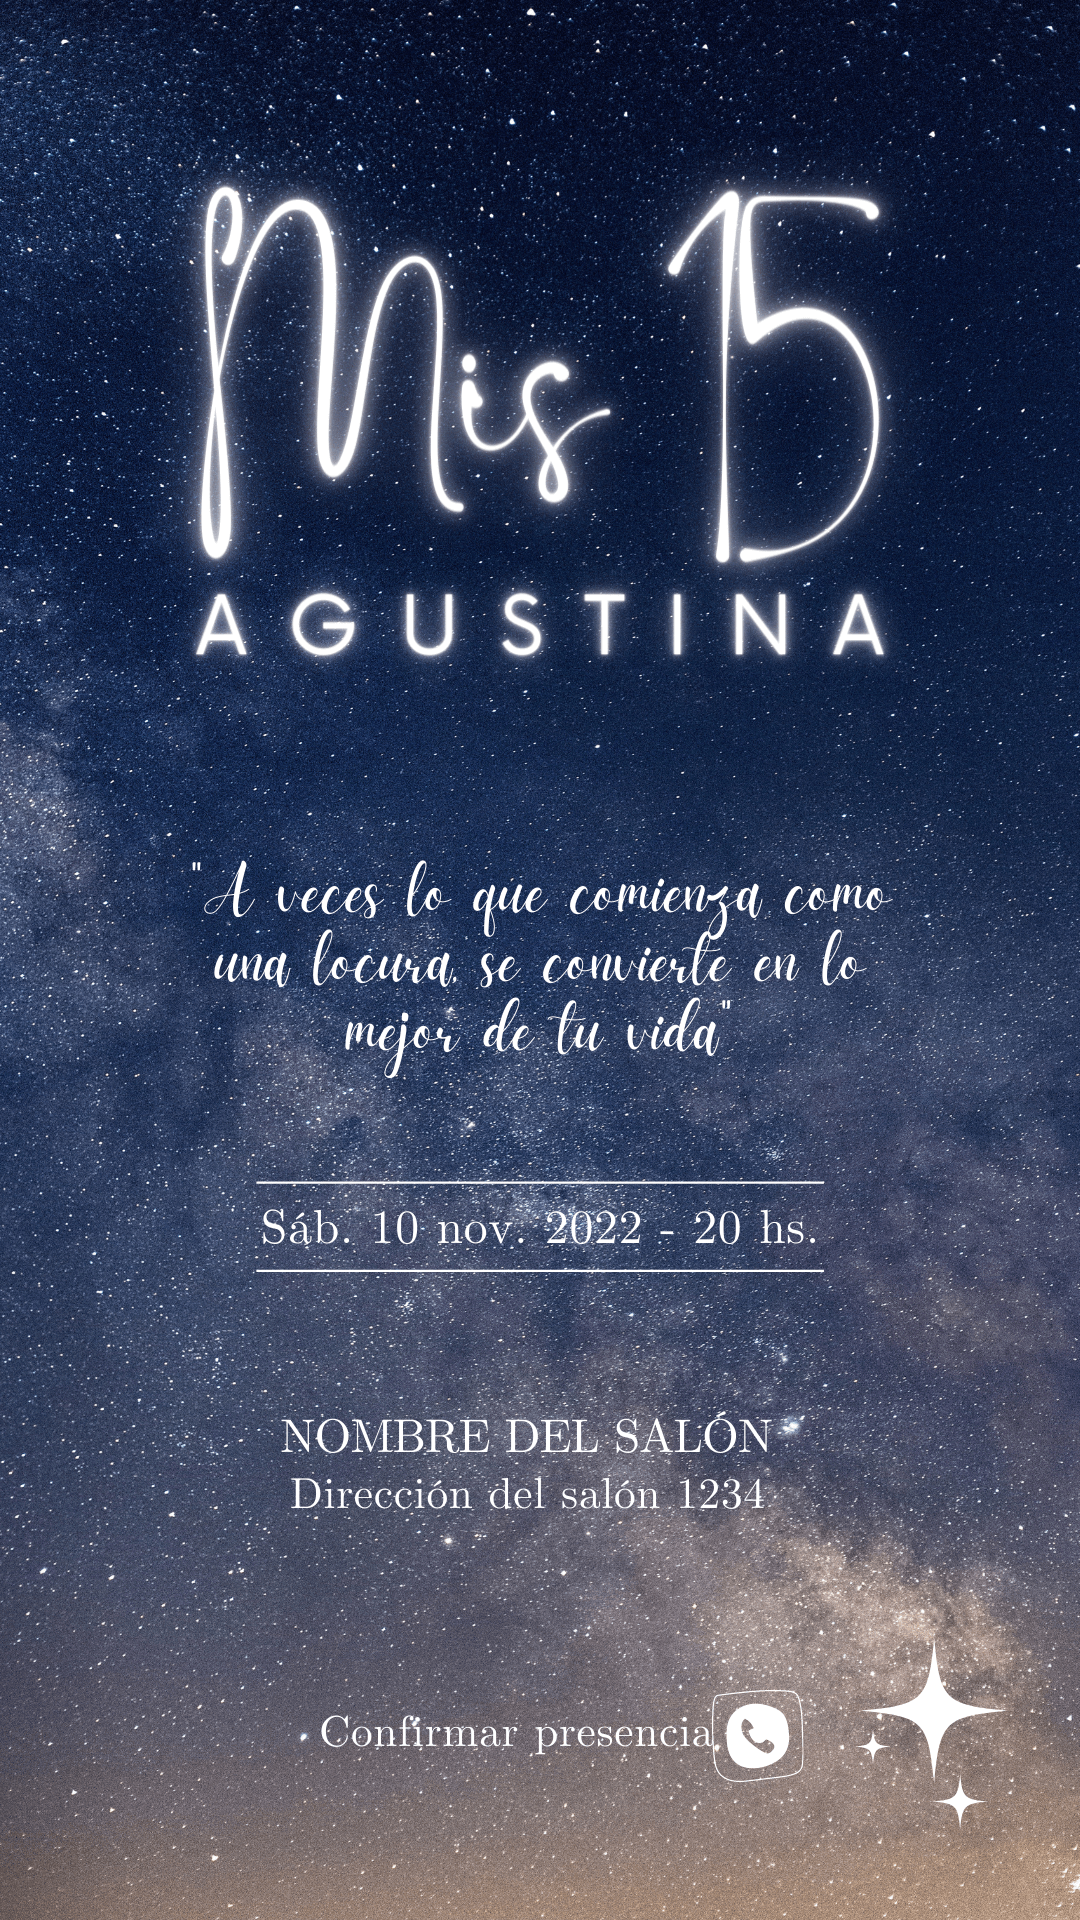 Mis 15
AGUSTINA
"A veces lo que comienza como
una locura, se convierte en lo
mejor de tu vida"
Sáb. 10 nov. 2022 - 20 hs.
NOMBRE DEL SALÓN
Dirección del salón 1234
Confirmar presencia